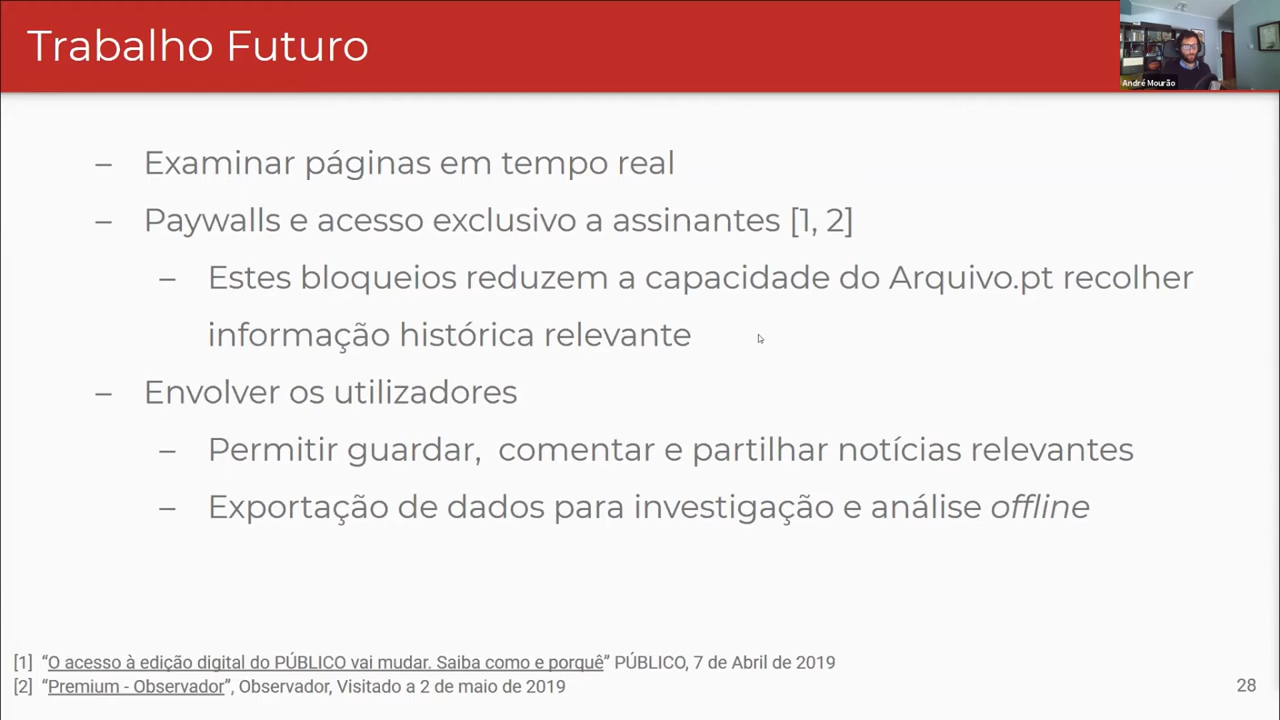 Trabalho Futuro
André Mourão
– Examinar páginas em tempo real
– Paywalls e acesso exclusivo a assinantes [1, 2]
– Estes bloqueios reduzem a capacidade do Arquivo.pt recolher
informação histórica relevante
– Envolver os utilizadores
– Permitir guardar, comentar e partilhar notícias relevantes
– Exportação de dados para investigação e análise offline
[1] “O acesso à edição digital do PÚBLICO vai mudar. Saiba como e porquê” PÚBLICO, 7 de Abril de 2019
[2] “Premium - Observador”, Observador, Visitado a 2 de maio de 2019
28